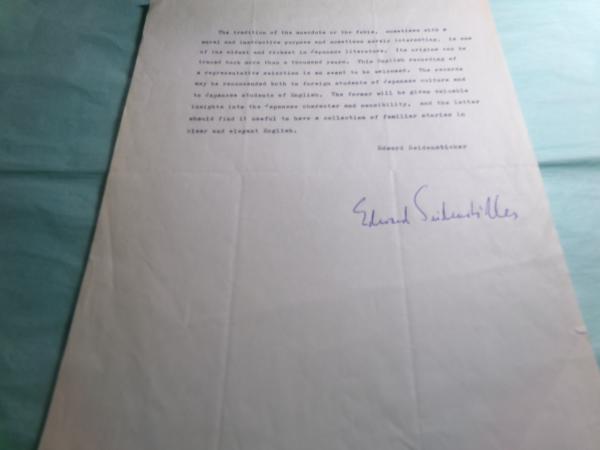 The tradition of the anecdote or the fable, sometimes with a
moral and instructive purpose and sometimes merely interesting, is one
of the oldest and richest in Japanese literature. Its origins can be
traced back more than a thousand years. This English recording of
a representative selection is an event to be welcomed. The records
may be recommended both to foreign students of Japanese culture and
to Japanese students of English. The former will be given valuable
insights into the Japanese character and sensibility, and the latter
should find it useful to have a collection of familiar stories in
clear and elegant English.
Edward Seidensticker
Edward Seidensticker